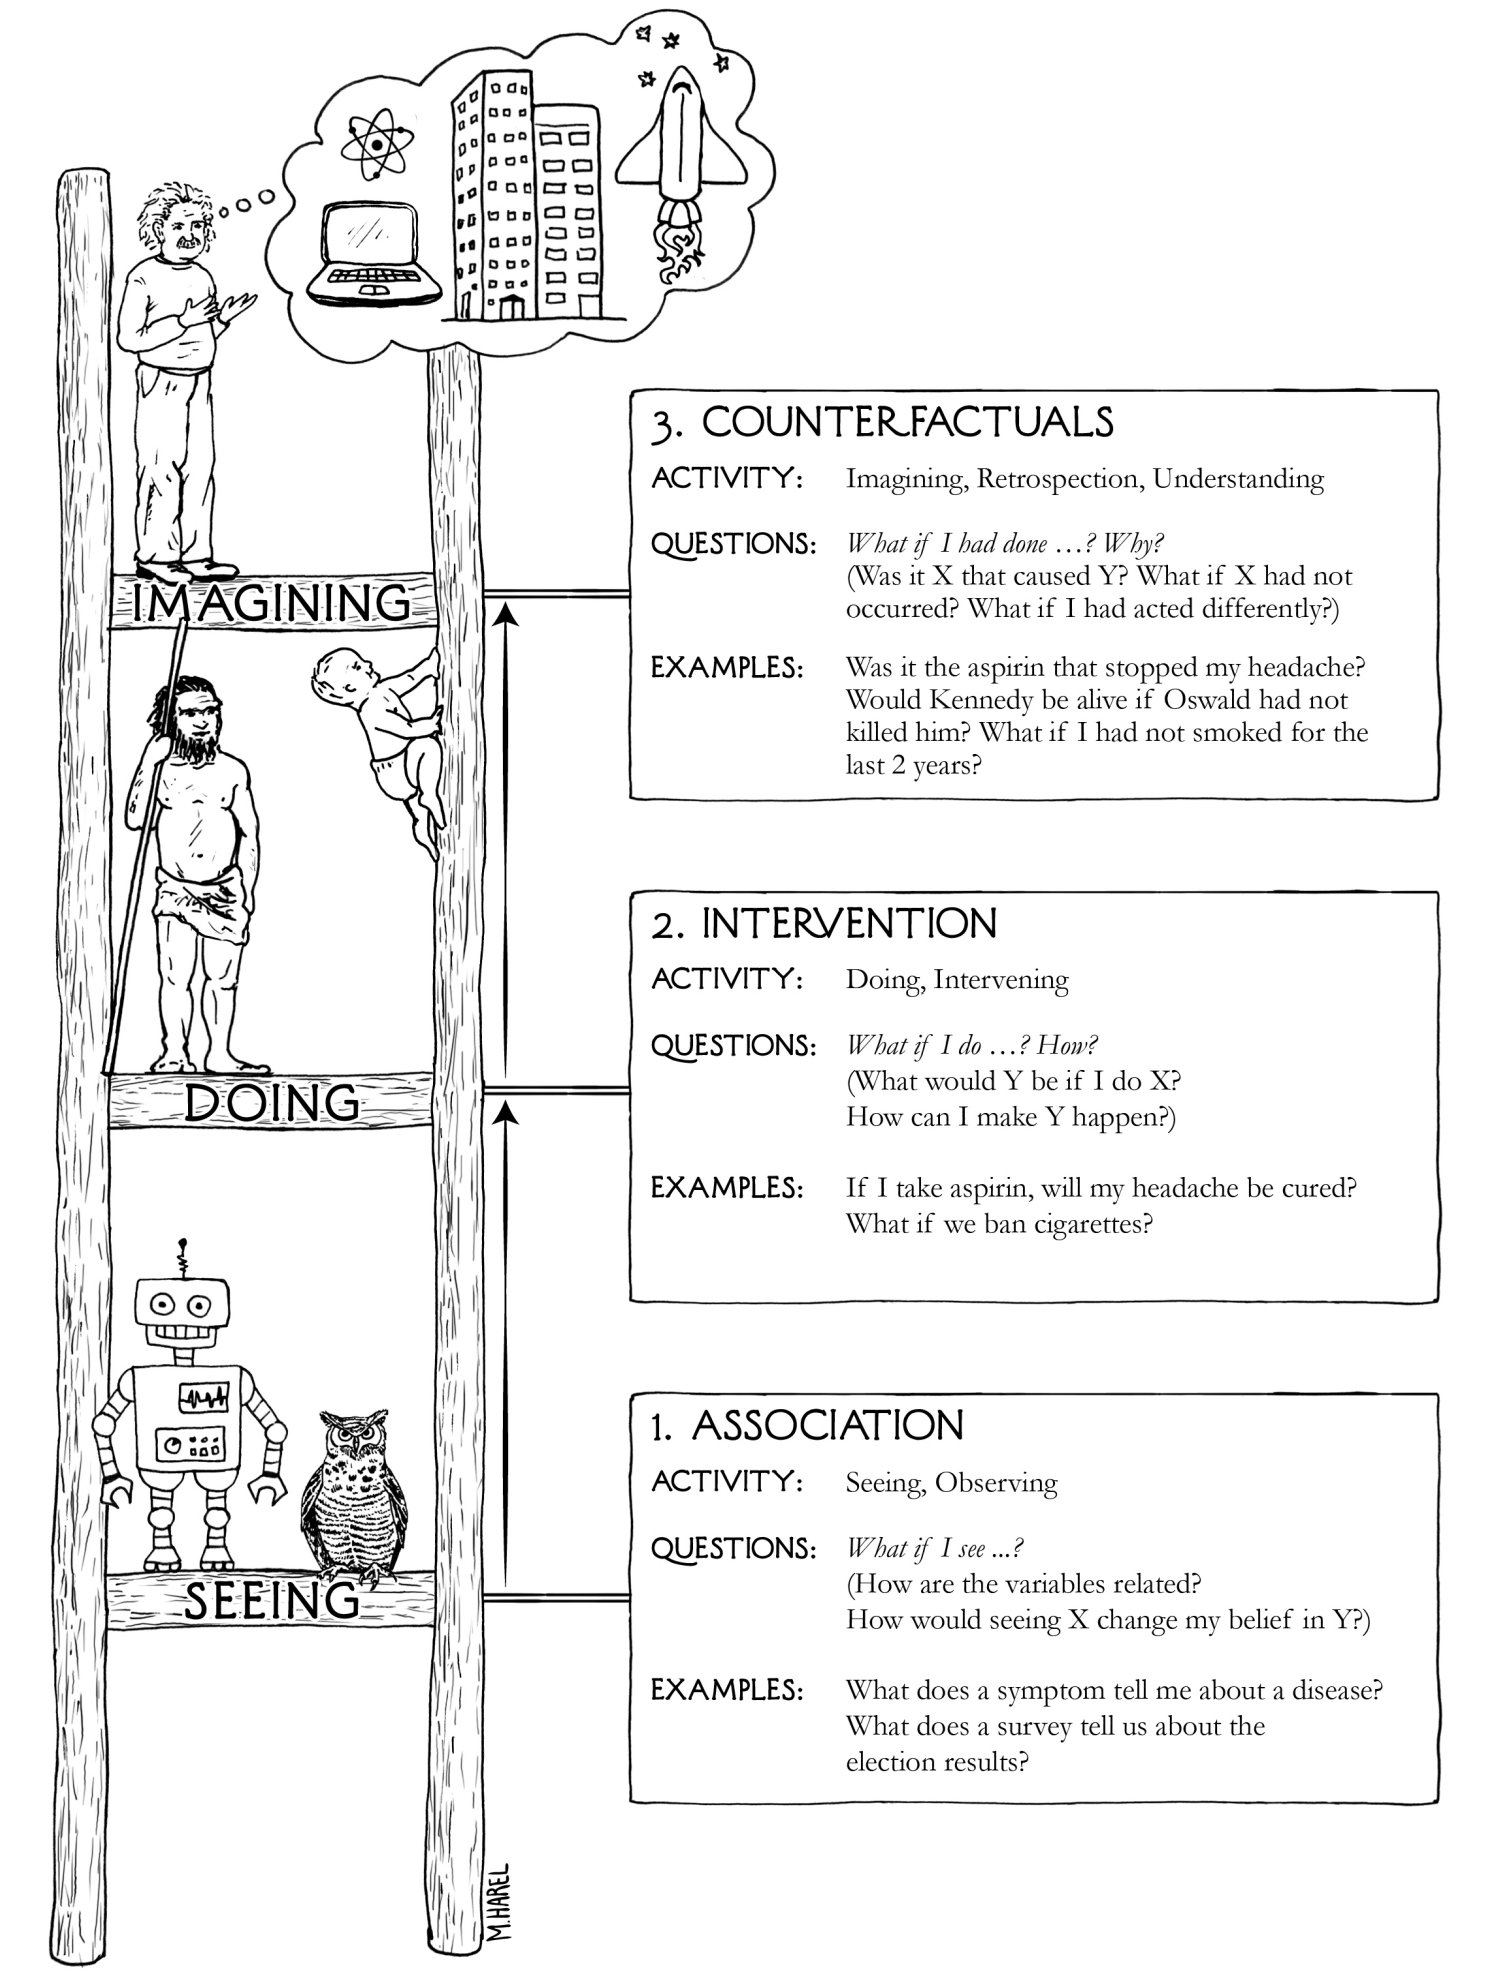 3. COUNTERFACTUALS
ACTIVITY: Imagining, Retrospection, Understanding
QUESTIONS: What if I had done …? Why?
(Was it X that caused Y? What if X had not
occurred? What if I had acted differently?)
EXAMPLES: Was it the aspirin that stopped my headache?
Would Kennedy be alive if Oswald had not
killed him? What if I had not smoked for the
last 2 years?
IMAGINING
2. INTERVENTION
ACTIVITY: Doing, Intervening
QUESTIONS: What if I do …? How?
(What would Y be if I do X?
How can I make Y happen?)
EXAMPLES: If I take aspirin, will my headache be cured?
What if we ban cigarettes?
DOING
1. ASSOCIATION
ACTIVITY: Seeing, Observing
QUESTIONS: What if I see ...?
(How are the variables related?
How would seeing X change my belief in Y?)
EXAMPLES: What does a symptom tell me about a disease?
What does a survey tell us about the
election results?
SEEING
M.HAREL